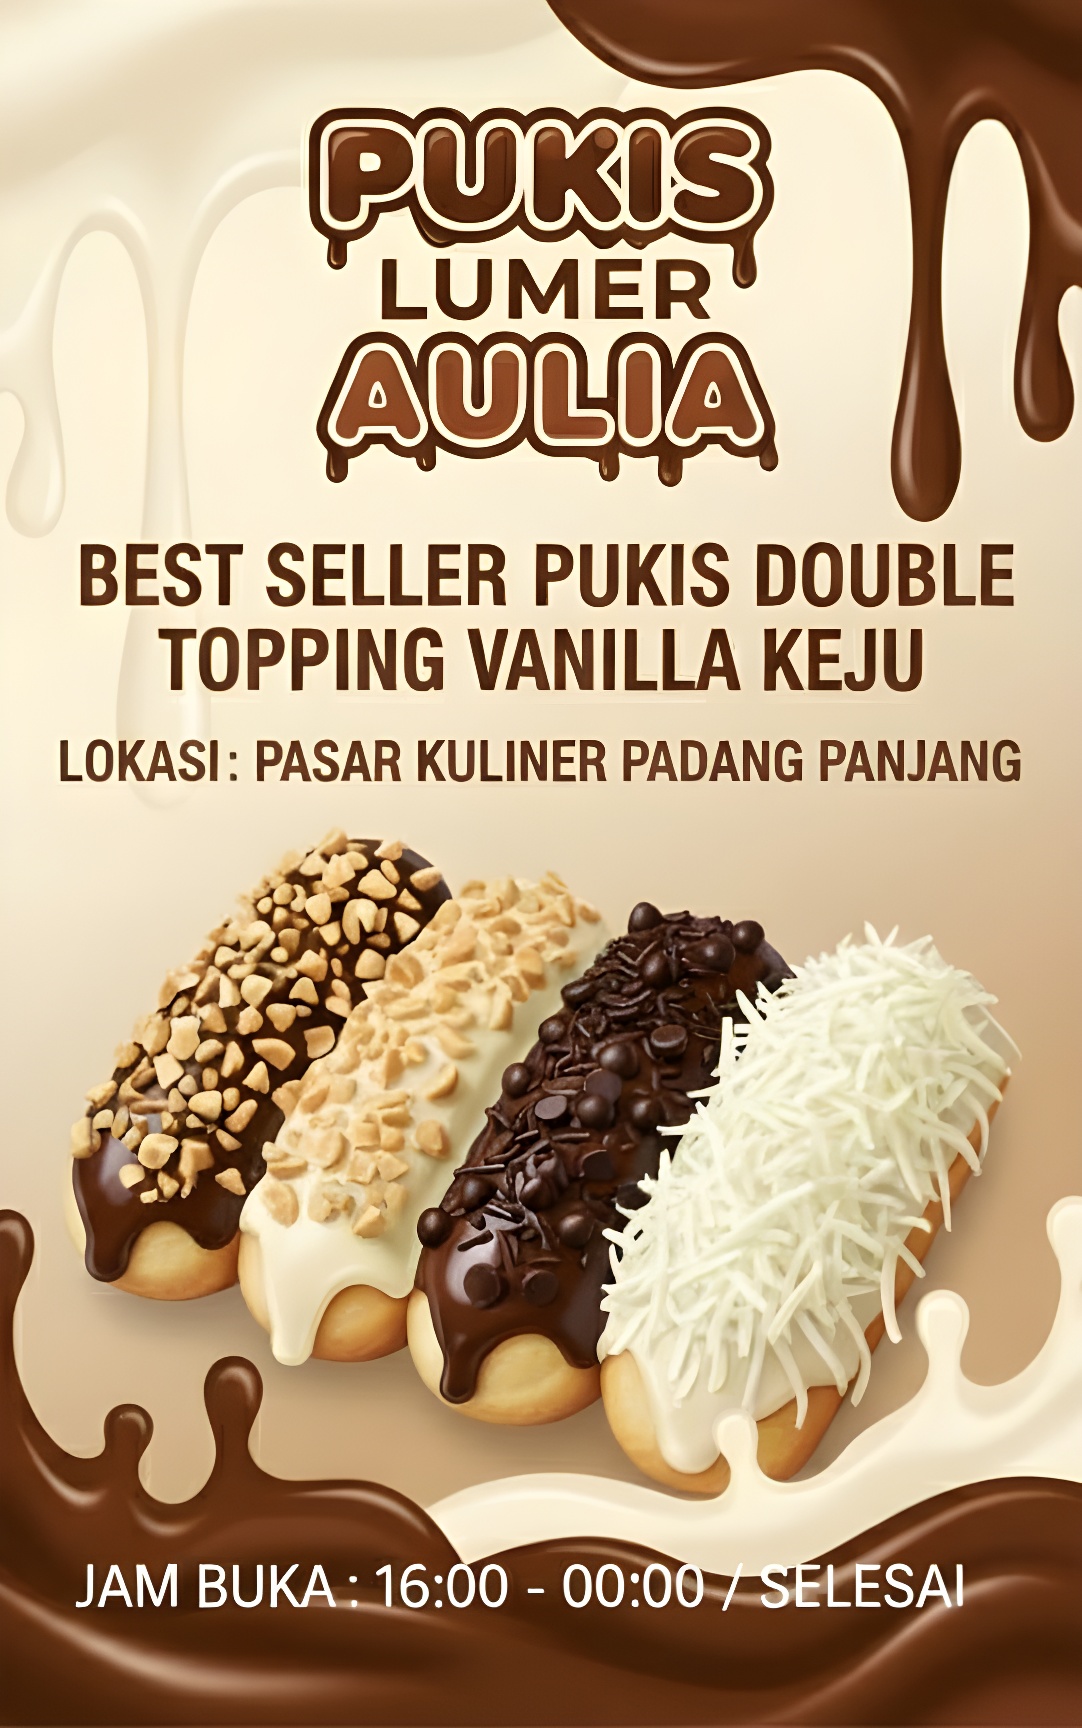 PUKIS
LUMER
AULIA
BEST SELLER PUKIS DOUBLE
TOPPING VANILLA KEJU
LOKASI : PASAR KULINER PADANG PANJANG
JAM BUKA : 16:00 - 00:00 / SELESAI